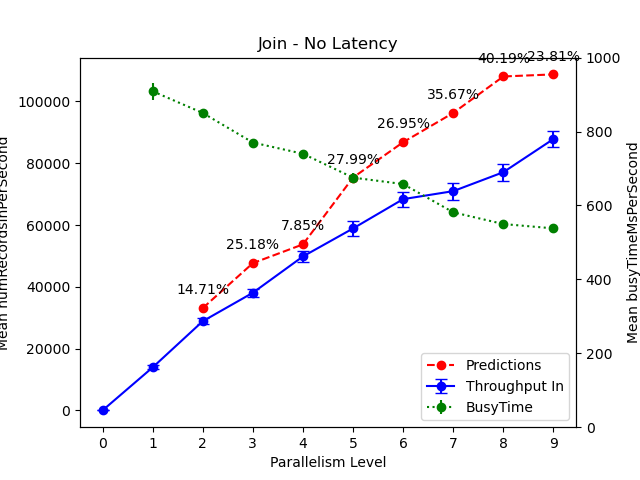 Join - No Latency
40.19%
23.81%
35.67%
26.95%
27.99%
7.85%
25.18%
14.71%
100000
80000
60000
40000
20000
0
Mean numRecordsInPerSecond
1000
800
600
400
200
0
Mean busyTimeMsPerSecond
Predictions
Throughput In
BusyTime
0 1 2 3 4 5 6 7 8 9
Parallelism Level